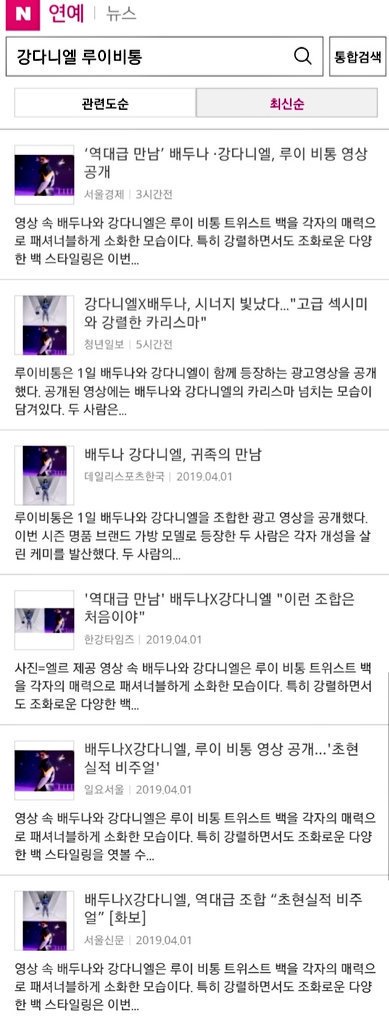 N 연예 | 뉴스
강다니엘 루이비통
통합검색
관련도순
최신순
‘역대급 만남’ 배두나 ·강다니엘, 루이 비통 영상
공개
서울경제 | 3시간전
영상 속 배두나와 강다니엘은 루이 비통 트위스트 백을 각자의 매력으
로 패셔너블하게 소화한 모습이다. 특히 강렬하면서도 조화로운 다양
한 백 스타일링은 이번...
강다니엘X배두나, 시너지 빛났다..."고급 섹시미
와 강렬한 카리스마"
청년일보 | 5시간전
루이비통은 1일 배두나와 강다니엘이 함께 등장하는 광고영상을 공개
했다. 공개된 영상에는 배두나와 강다니엘의 카리스마 넘치는 모습이
담겨있다. 두 사람은...
배두나 강다니엘, 귀족의 만남
데일리스포츠한국 | 2019.04.01
루이비통은 1일 배두나와 강다니엘을 조합한 광고 영상을 공개했다.
이번 시즌 명품 브랜드 가방 모델로 등장한 두 사람은 각자 개성을 살
린 케미를 발산했다. 두 사람의...
'역대급 만남' 배두나X강다니엘 "이런 조합은
처음이야"
한강타임즈 | 2019.04.01
사진=엘르 제공 영상 속 배두나와 강다니엘은 루이 비통 트위스트 백
을 각자의 매력으로 패셔너블하게 소화한 모습이다. 특히 강렬하면서
도 조화로운 다양한 백...
배두나X강다니엘, 루이 비통 영상 공개...'초현
실적 비주얼'
일요서울 | 2019.04.01
영상 속 배두나와 강다니엘은 루이 비통 트위스트 백을 각자의 매력으
로 패셔너블하게 소화한 모습이다. 특히 강렬하면서도 조화로운 다양
한 백 스타일링을 엿볼 수...
배두나X강다니엘, 역대급 조합 “초현실적 비주
얼” [화보]
서울신문 | 2019.04.01
영상 속 배두나와 강다니엘은 루이 비통 트위스트 백을 각자의 매력으
로 패셔너블하게 소화한 모습이다. 특히 강렬하면서도 조화로운 다양
한 백 스타일링은 이번...